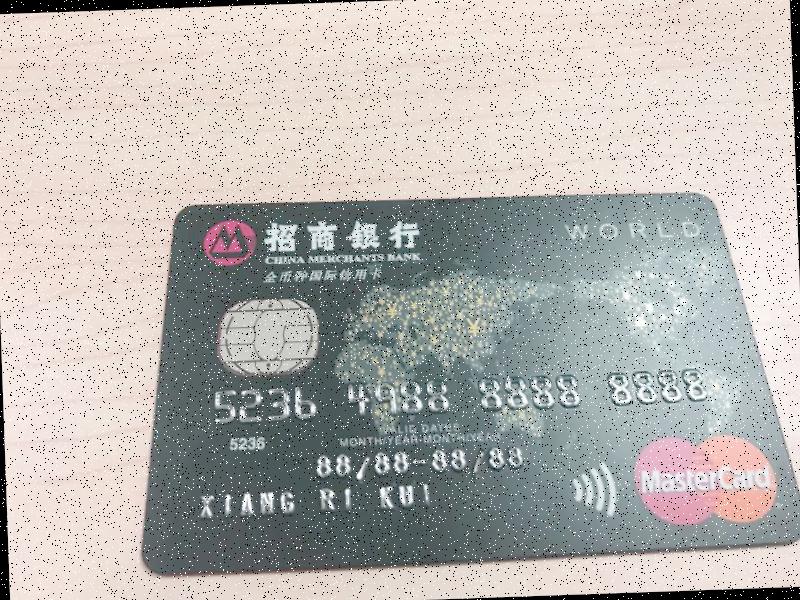 招商银行
WORLD
CHINA MERCHANTS BANK
全币种国际信用卡
5236 4988 8888 8888
5236
VALID DATES
MONTH/YEAR-MONTH/YEAR
88/88-88/88
XIANG RI KUI
MasterCard